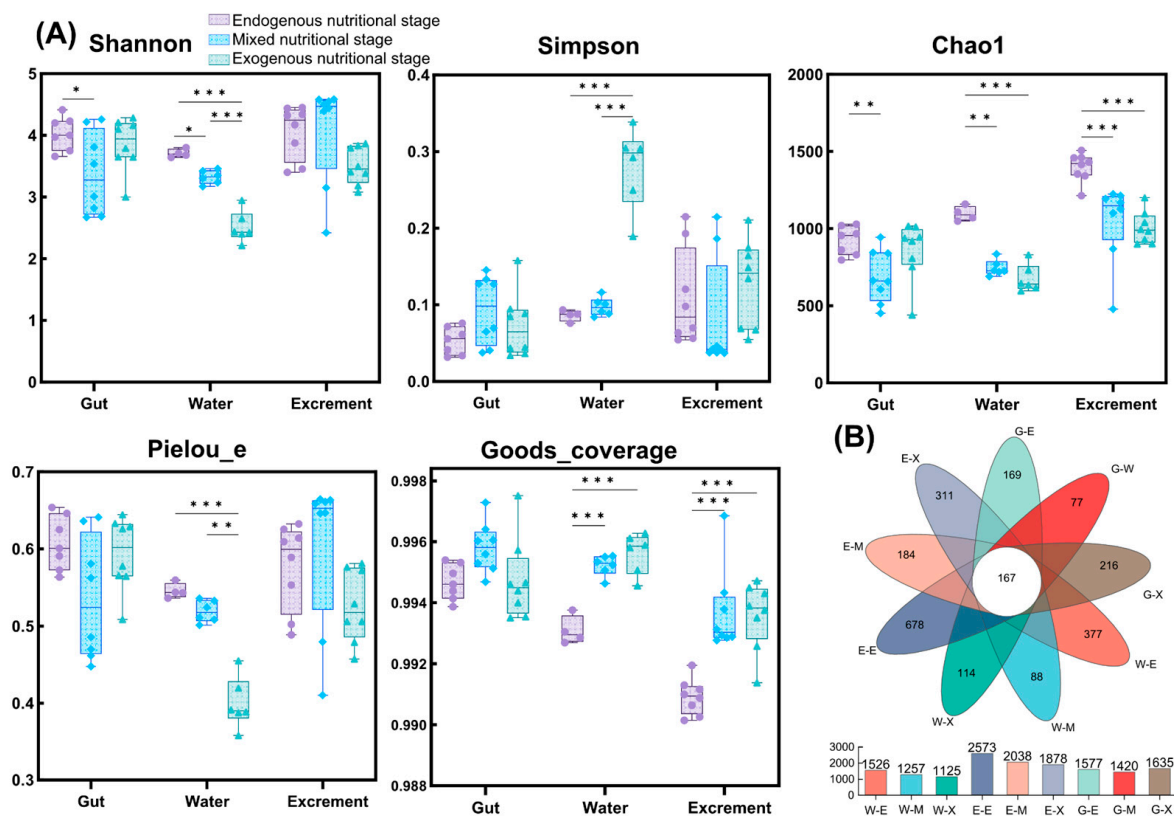 (A)
Endogenous nutritional stage
Mixed nutritional stage
Exogenous nutritional stage
Shannon
5
4
3
2
1
0
* 
* * *
* * *
*
Gut Water Excrement
Simpson
0.4
0.3
0.2
0.1
0.0
* * *
* * *
Gut Water Excrement
Chao1
2000
1500
1000
500
0
* *
* * *
* *
* * *
* * *
Gut Water Excrement
Pielou_e
0.7
0.6
0.5
0.4
0.3
* * *
* *
Gut Water Excrement
Goods_coverage
0.998
0.996
0.994
0.992
0.990
0.988
* * *
* * *
* * *
* * *
Gut Water Excrement
(B)
G-E
G-W
G-X
W-E
W-M
W-X
E-E
E-M
E-X
169
77
216
377
88
114
678
184
311
167
3000
2000
1000
0
1526 1257 1125 2573 2038 1878 1577 1420 1635
W-E W-M W-X E-E E-M E-X G-E G-M G-X